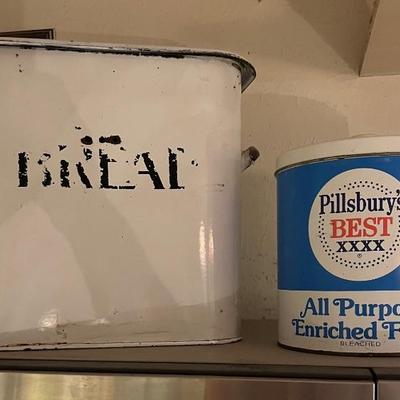 BREAD
Pillsbury's
BEST
XXXX
®
All Purpo
Enriched F
BLEACHED